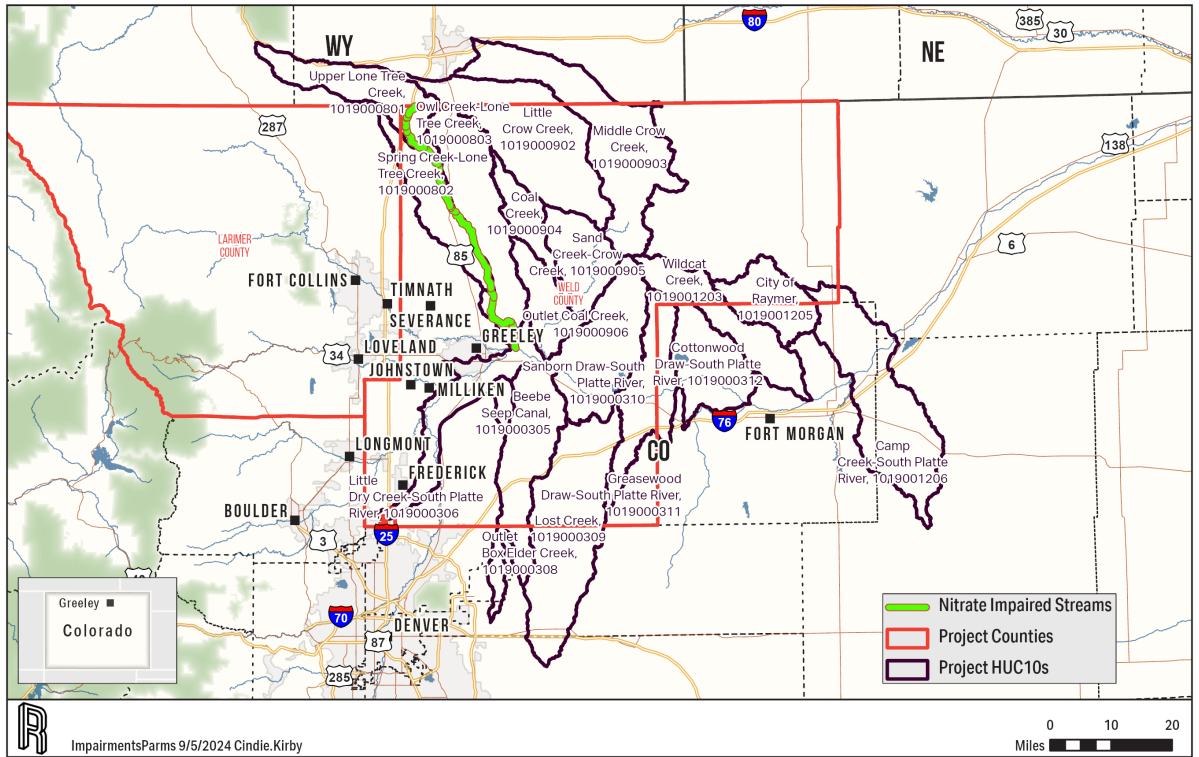 80
385
30
WY
NE
Upper Lone Tree
Creek,
1019000801
Owl Creek-Lone
Tree Creek,
1019000803
Little
Crow Creek,
1019000902
Middle Crow
Creek,
1019000903
287
138
Spring Creek-Lone
Tree Creek,
1019000802
Coal
Creek,
1019000904
LARIMER
COUNTY
85
Sand
Creek-Crow
Creek, 1019000905
6
Wildcat
Creek,
1019001203
City of
Raymer,
1019001205
FORT COLLINS
TIMNATH
WELD
COUNTY
SEVERANCE
Outlet Coal Creek,
1019000906
GREELEY
34
LOVELAND
Cottonwood
Draw-South Platte
River, 1019000312
JOHNSTOWN
Sanborn Draw-South
Platte River,
1019000310
MILLIKEN
Beebe
Seep Canal,
1019000305
76
FORT MORGAN
LONGMONT
CO
Camp
Creek-South Platte
River, 1019001206
FREDERICK
Little
Dry Creek-South Platte
River, 1019000306
Greasewood
Draw-South Platte River,
1019000311
BOULDER
Lost Creek,
1019000309
3
25
Outlet
Box Elder Creek,
1019000308
Greeley
Colorado
70
DENVER
87
285
Nitrate Impaired Streams
Project Counties
Project HUC10s
R
ImpairmentsParms 9/5/2024 Cindie.Kirby
0 10 20
Miles